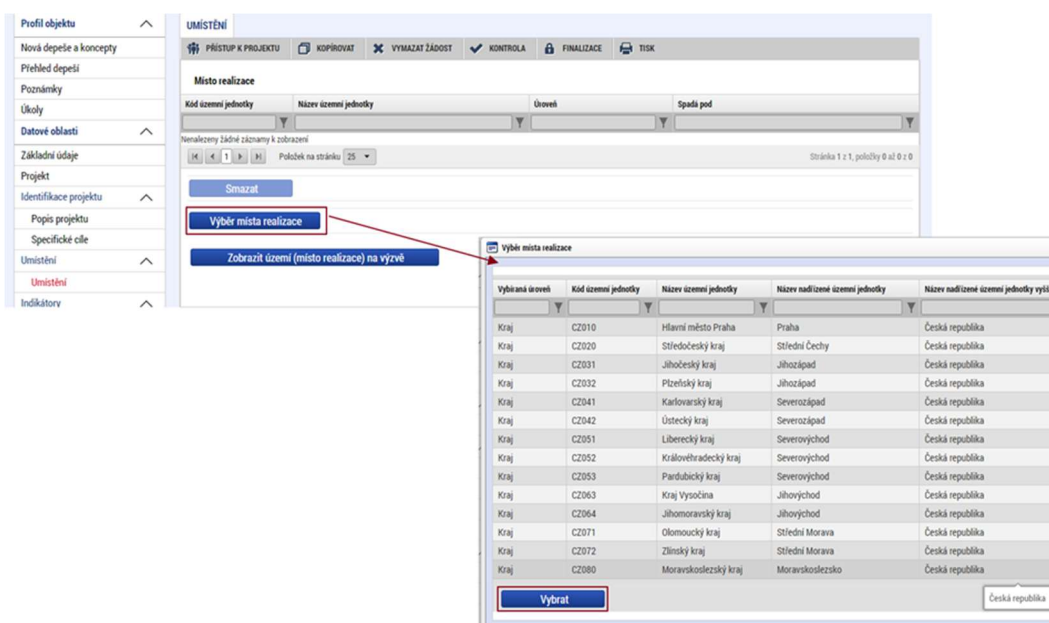 Profil objektu
Nová depeše a koncepty
Přehled depeší
Poznámky
Úkoly
Datové oblasti
Základní údaje
Projekt
Identifikace projektu
Popis projektu
Specifické cíle
Umístění
Umístění
Indikátory
UMÍSTĚNÍ
PŘÍSTUP K PROJEKTU KOPÍROVAT VYMAZAT ŽÁDOST KONTROLA FINALIZACE TISK
Místo realizace
Kód územní jednotky Název územní jednotky Úroveň Spadá pod
Nenalezeny žádné záznamy k zobrazení
1 Položek na stránku 25 Stránka 1 z 1, položky 0 až 0 z 0
Smazat
Výběr místa realizace
Zobrazit území (místo realizace) na výzvě
Výběr místa realizace
Vybíraná úroveň Kód územní jednotky Název územní jednotky Název nadřízené územní jednotky Název nadřízené územní jednotky vyšš
Kraj CZ010 Hlavní město Praha Praha Česká republika
Kraj CZ020 Středočeský kraj Střední Čechy Česká republika
Kraj CZ031 Jihočeský kraj Jihozápad Česká republika
Kraj CZ032 Plzeňský kraj Jihozápad Česká republika
Kraj CZ041 Karlovarský kraj Severozápad Česká republika
Kraj CZ042 Ústecký kraj Severozápad Česká republika
Kraj CZ051 Liberecký kraj Severovýchod Česká republika
Kraj CZ052 Královéhradecký kraj Severovýchod Česká republika
Kraj CZ053 Pardubický kraj Severovýchod Česká republika
Kraj CZ063 Kraj Vysočina Jihovýchod Česká republika
Kraj CZ064 Jihomoravský kraj Jihovýchod Česká republika
Kraj CZ071 Olomoucký kraj Střední Morava Česká republika
Kraj CZ072 Zlínský kraj Střední Morava Česká republika
Kraj CZ080 Moravskoslezský kraj Moravskoslezsko Česká republika
Vybrat
Česká republika